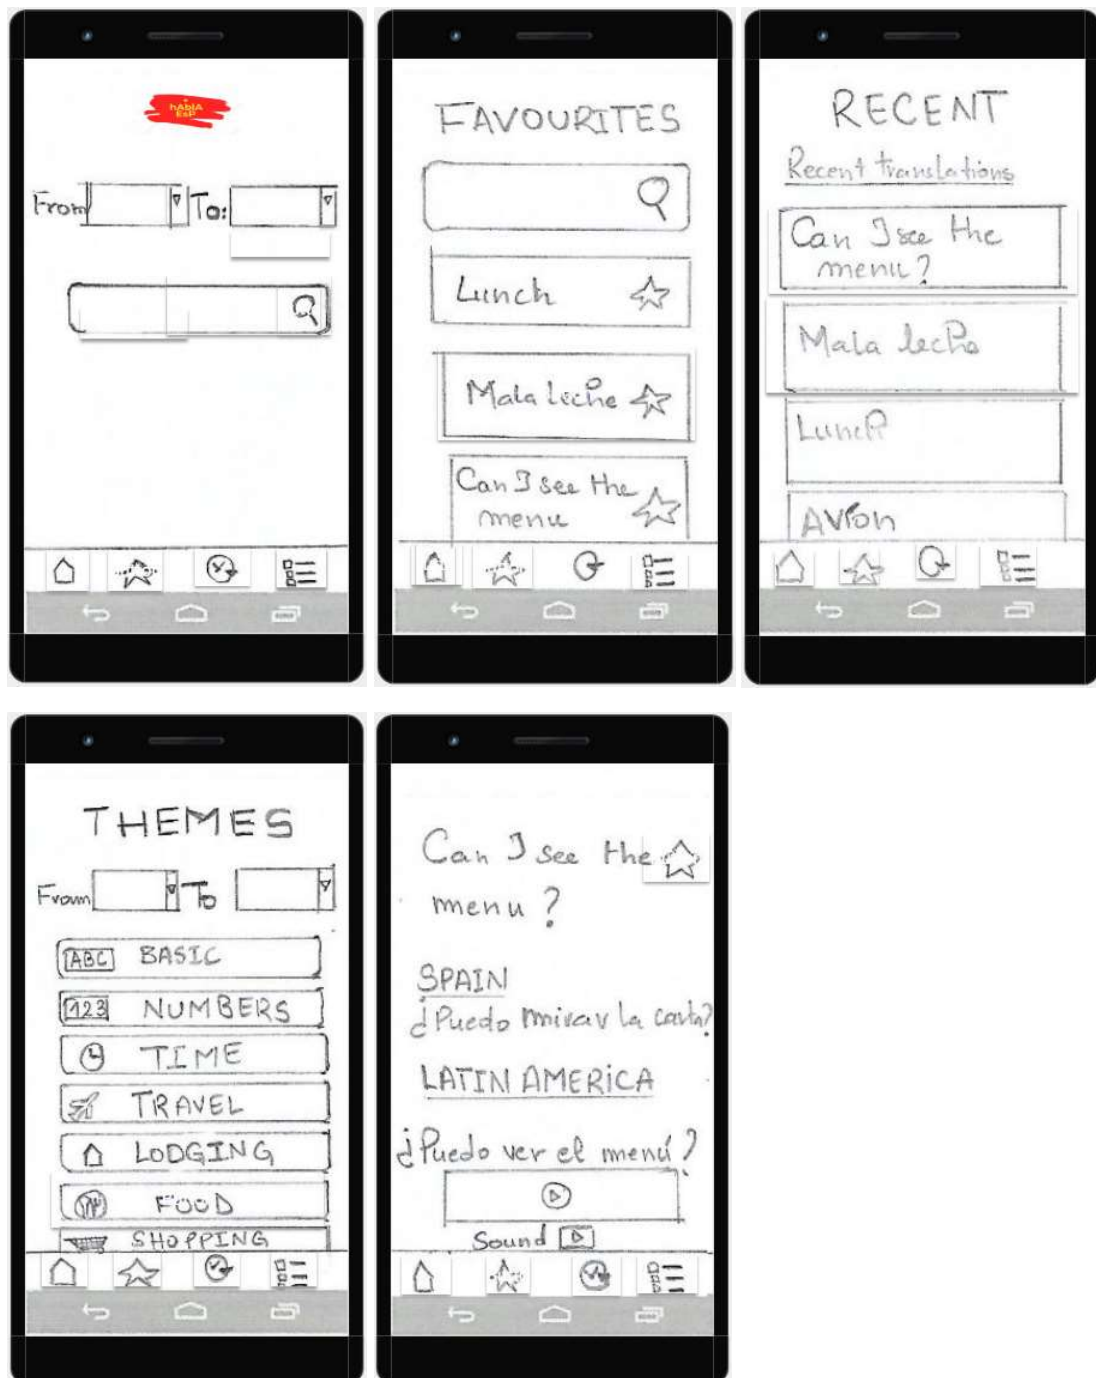 +
hAblA
EsP
From
To:
FAVOURITES
Lunch
Mala leche
Can I see the
menu
RECENT
Recent translations
Can I see the
menu?
Mala leche
Lunch
Avion
THEMES
From
To
ABC BASIC
123 NUMBERS
TIME
TRAVEL
LODGING
FOOD
SHOPPING
Can I see the
menu?
SPAIN
¿Puedo mirar la carta?
LATIN AMERICA
¿Puedo ver el menú?
Sound